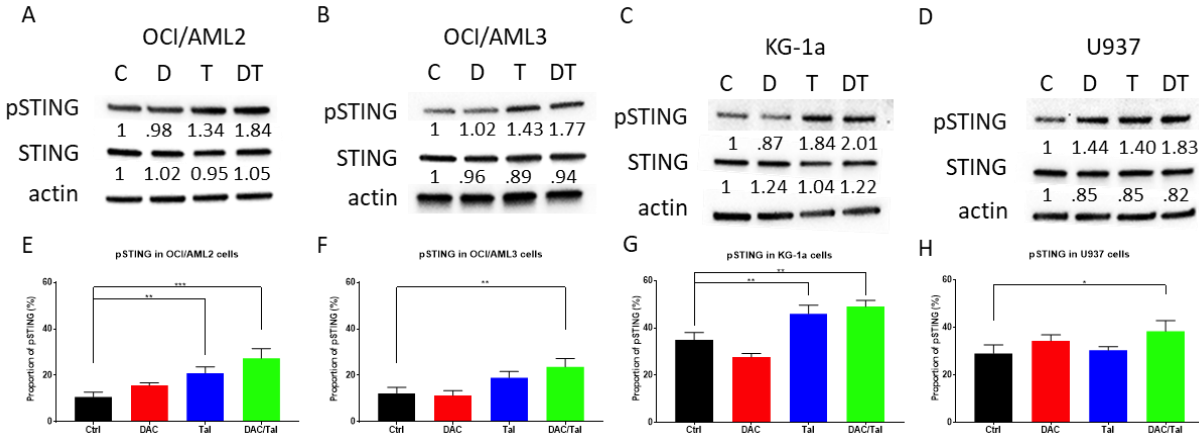 A
OCI/AML2
C D T DT
pSTING
1 .98 1.34 1.84
STING
1 1.02 0.95 1.05
actin
B
OCI/AML3
C D T DT
pSTING
1 1.02 1.43 1.77
STING
1 .96 .89 .94
actin
C
KG-1a
C D T DT
pSTING
1 .87 1.84 2.01
STING
1 1.24 1.04 1.22
actin
D
U937
C D T DT
pSTING
1 1.44 1.40 1.83
STING
1 .85 .85 .82
actin
E
pSTING in OCI/AML2 cells
Proportion of pSTING (%)
60
40
20
0
***
**
Ctrl DAC Tal DAC/Tal
F
pSTING in OCI/AML3 cells
Proportion of pSTING (%)
60
40
20
0
**
Ctrl DAC Tal DAC/Tal
G
pSTING in KG-1a cells
Proportion of pSTING (%)
60
40
20
0
**
**
Ctrl DAC Tal DAC/Tal
H
pSTING in U937 cells
Proportion of pSTING (%)
60
40
20
0
*
Ctrl DAC Tal DAC/Tal